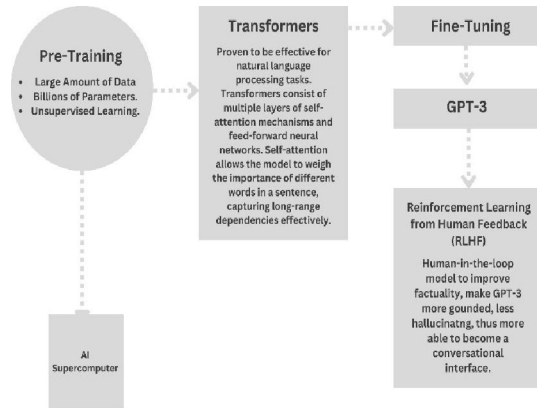 Pre-Training
• Large Amount of Data
• Billions of Parameters.
• Unsupervised Learning.
AI
Supercomputer
Transformers
Proven to be effective for
natural language
processing tasks.
Transformers consist of
multiple layers of self-
attention mechanisms and
feed-forward neural
networks. Self-attention
allows the model to weigh
the importance of different
words in a sentence,
capturing long-range
dependencies effectively.
Fine-Tuning
GPT-3
Reinforcement Learning
from Human Feedback
(RLHF)
Human-in-the-loop
model to improve
factuality, make GPT-3
more gounded, less
hallucinatng, thus more
able to become a
conversational
interface.